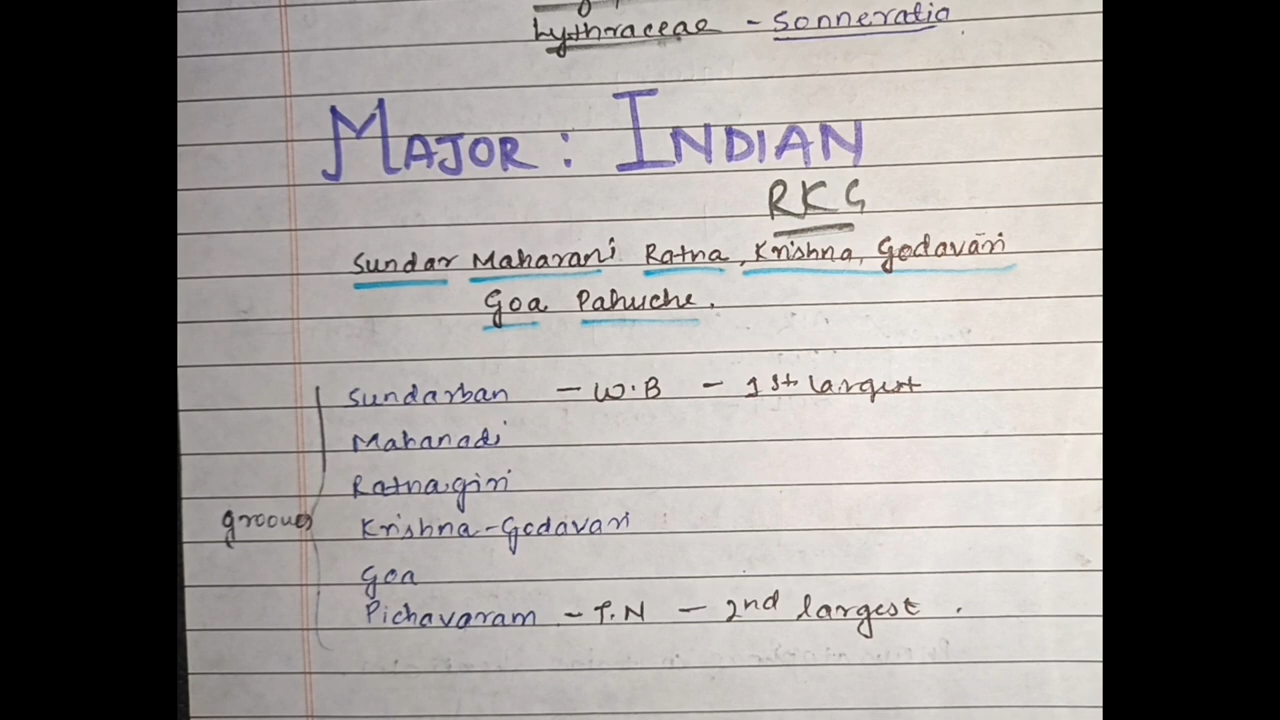 Lythraceae - Sonneratia
MAJOR : INDIAN
RKG
Sundar Maharani Ratna, Krishna, Godavari
Goa Pahuche.
Sundarban - W.B - 1st largest
Mahanadi
Ratnagiri
grooves Krishna-Godavari
Goa
Pichavaram - T.N - 2nd largest .